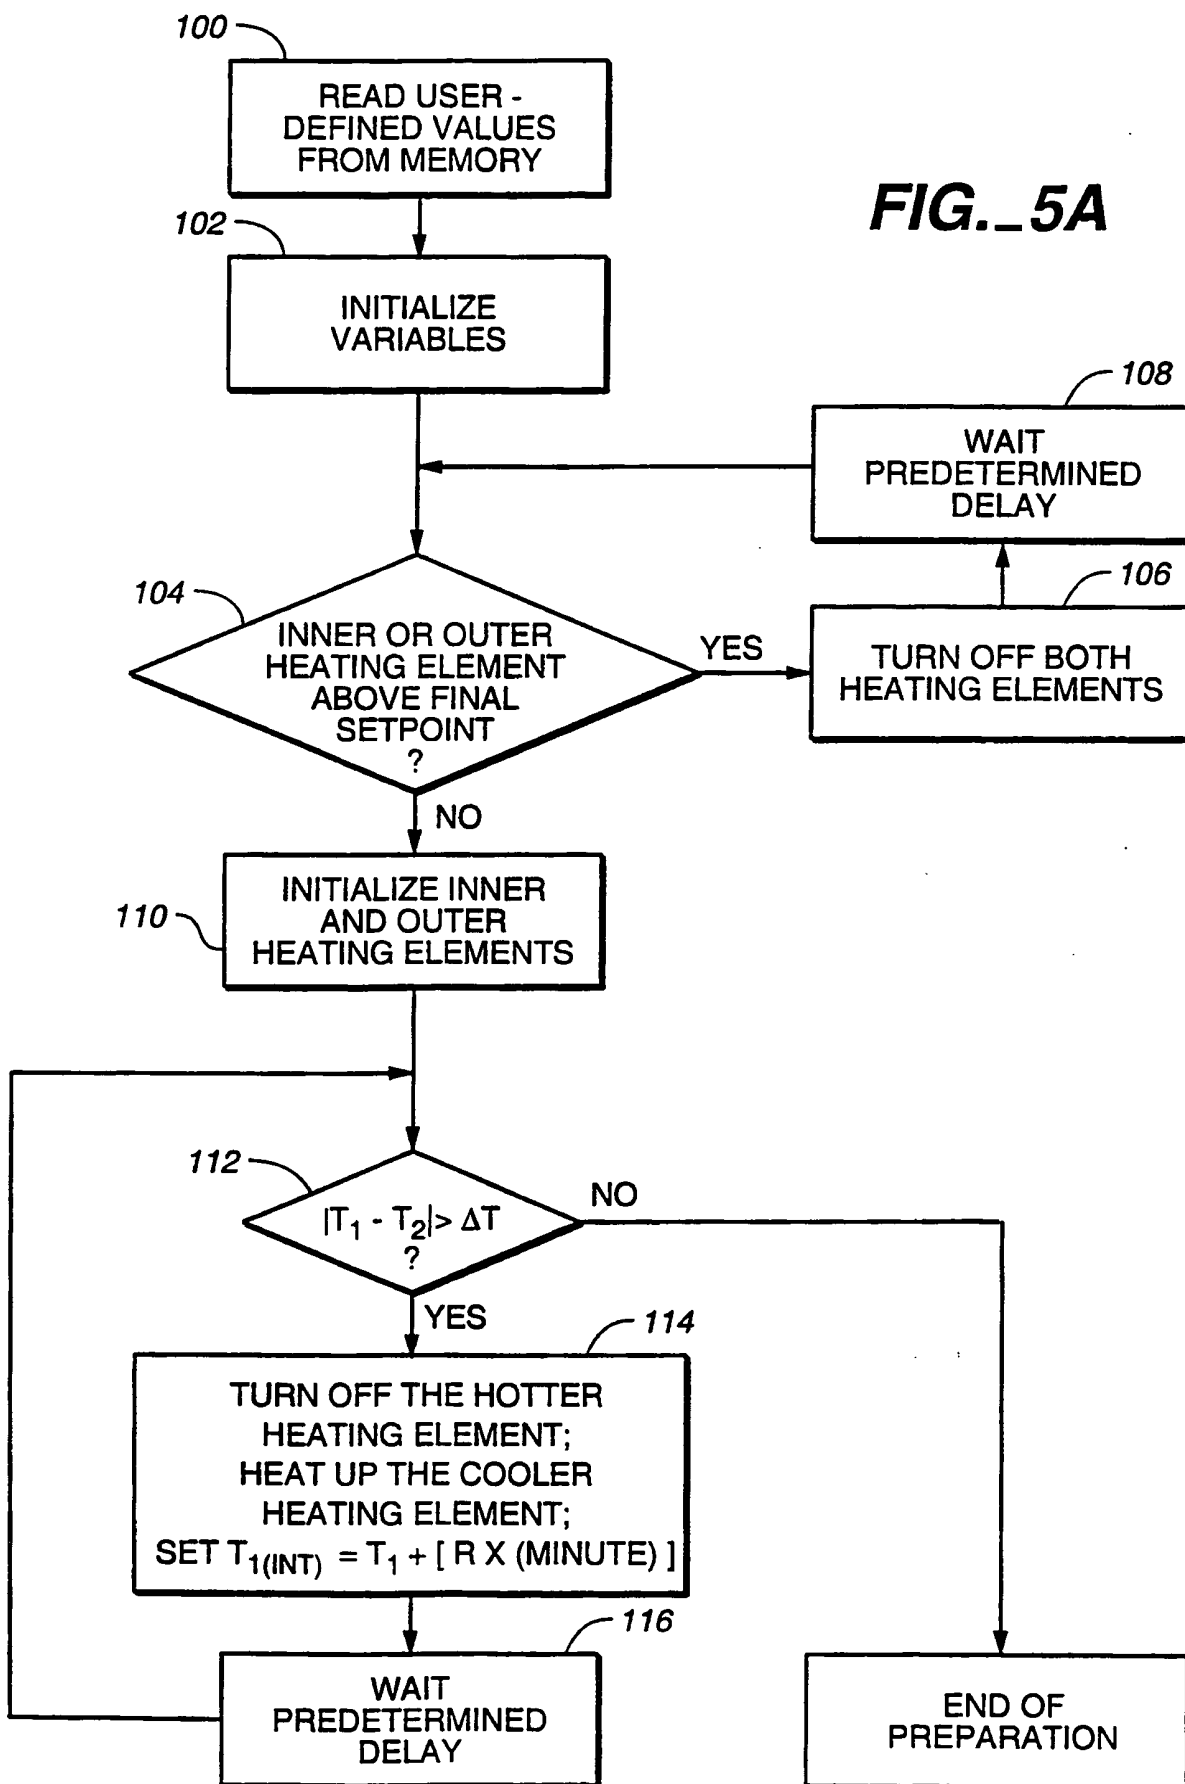 100
READ USER -
DEFINED VALUES
FROM MEMORY
FIG._5A
102
INITIALIZE
VARIABLES
108
WAIT
PREDETERMINED
DELAY
104
INNER OR OUTER
HEATING ELEMENT
ABOVE FINAL
SETPOINT
?
YES
106
TURN OFF BOTH
HEATING ELEMENTS
NO
110
INITIALIZE INNER
AND OUTER
HEATING ELEMENTS
112
|T1 - T2| > ΔT
?
NO
YES
114
TURN OFF THE HOTTER
HEATING ELEMENT;
HEAT UP THE COOLER
HEATING ELEMENT;
SET T1(INT) = T1 + [ R X (MINUTE) ]
116
WAIT
PREDETERMINED
DELAY
END OF
PREPARATION